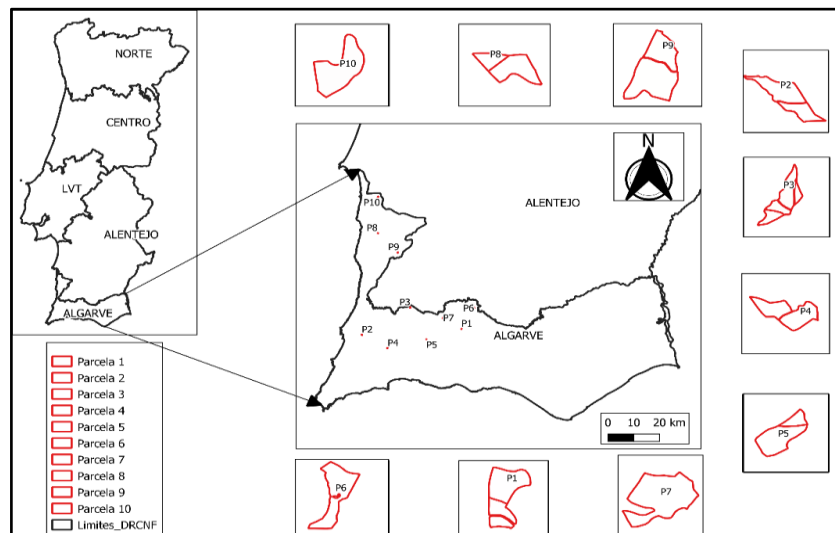 NORTE
CENTRO
LVT
ALENTEJO
ALGARVE
Parcela 1
Parcela 2
Parcela 3
Parcela 4
Parcela 5
Parcela 6
Parcela 7
Parcela 8
Parcela 9
Parcela 10
Limites_DRCNF
P10
P8
P9
P2
P3
P4
P5
P6
P1
P7
N
ALENTEJO
P10
P8
P9
P3
P6
P7
P1
ALGARVE
P2
P5
P4
0 10 20 km